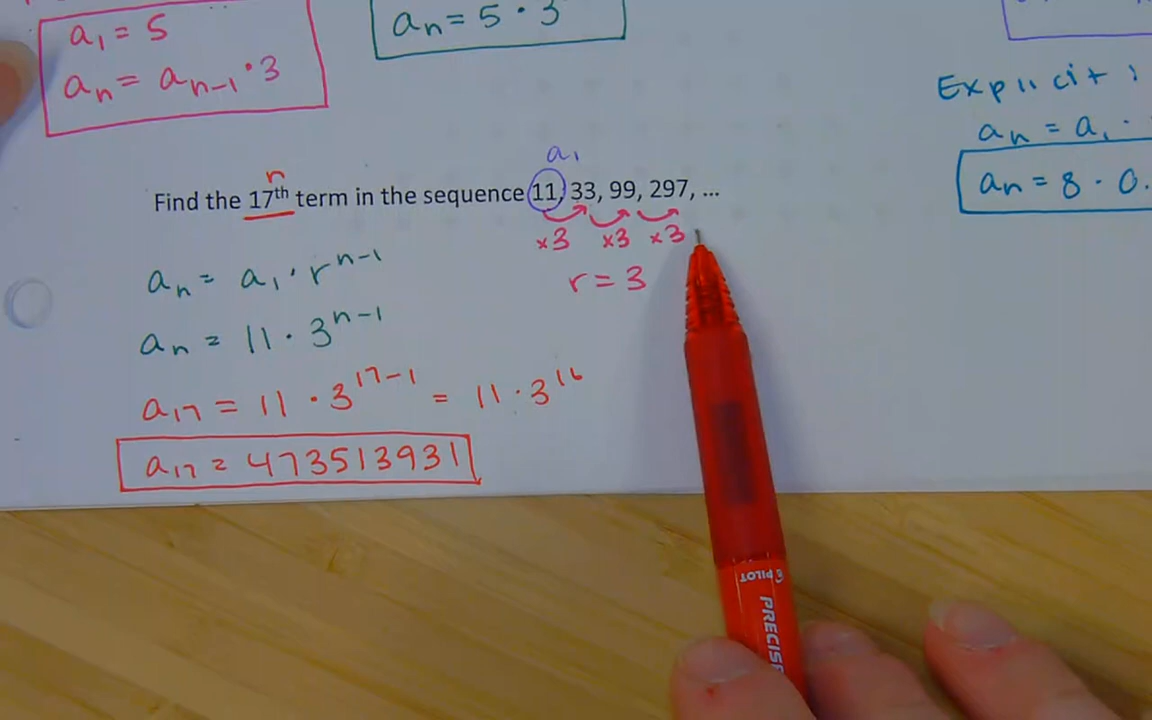 a₁ = 5
aₙ = aₙ₋₁ · 3
aₙ = 5 · 3
Explicit:
aₙ = a₁ ·
aₙ = 8 · 0.
a₁
n
Find the 17th term in the sequence 11, 33, 99, 297, ...
×3 ×3 ×3
r = 3
aₙ = a₁ · rⁿ⁻¹
aₙ = 11 · 3ⁿ⁻¹
a₁₇ = 11 · 3¹⁷⁻¹ = 11 · 3¹⁶
a₁₇ = 473513931
PILOT
PRECISE